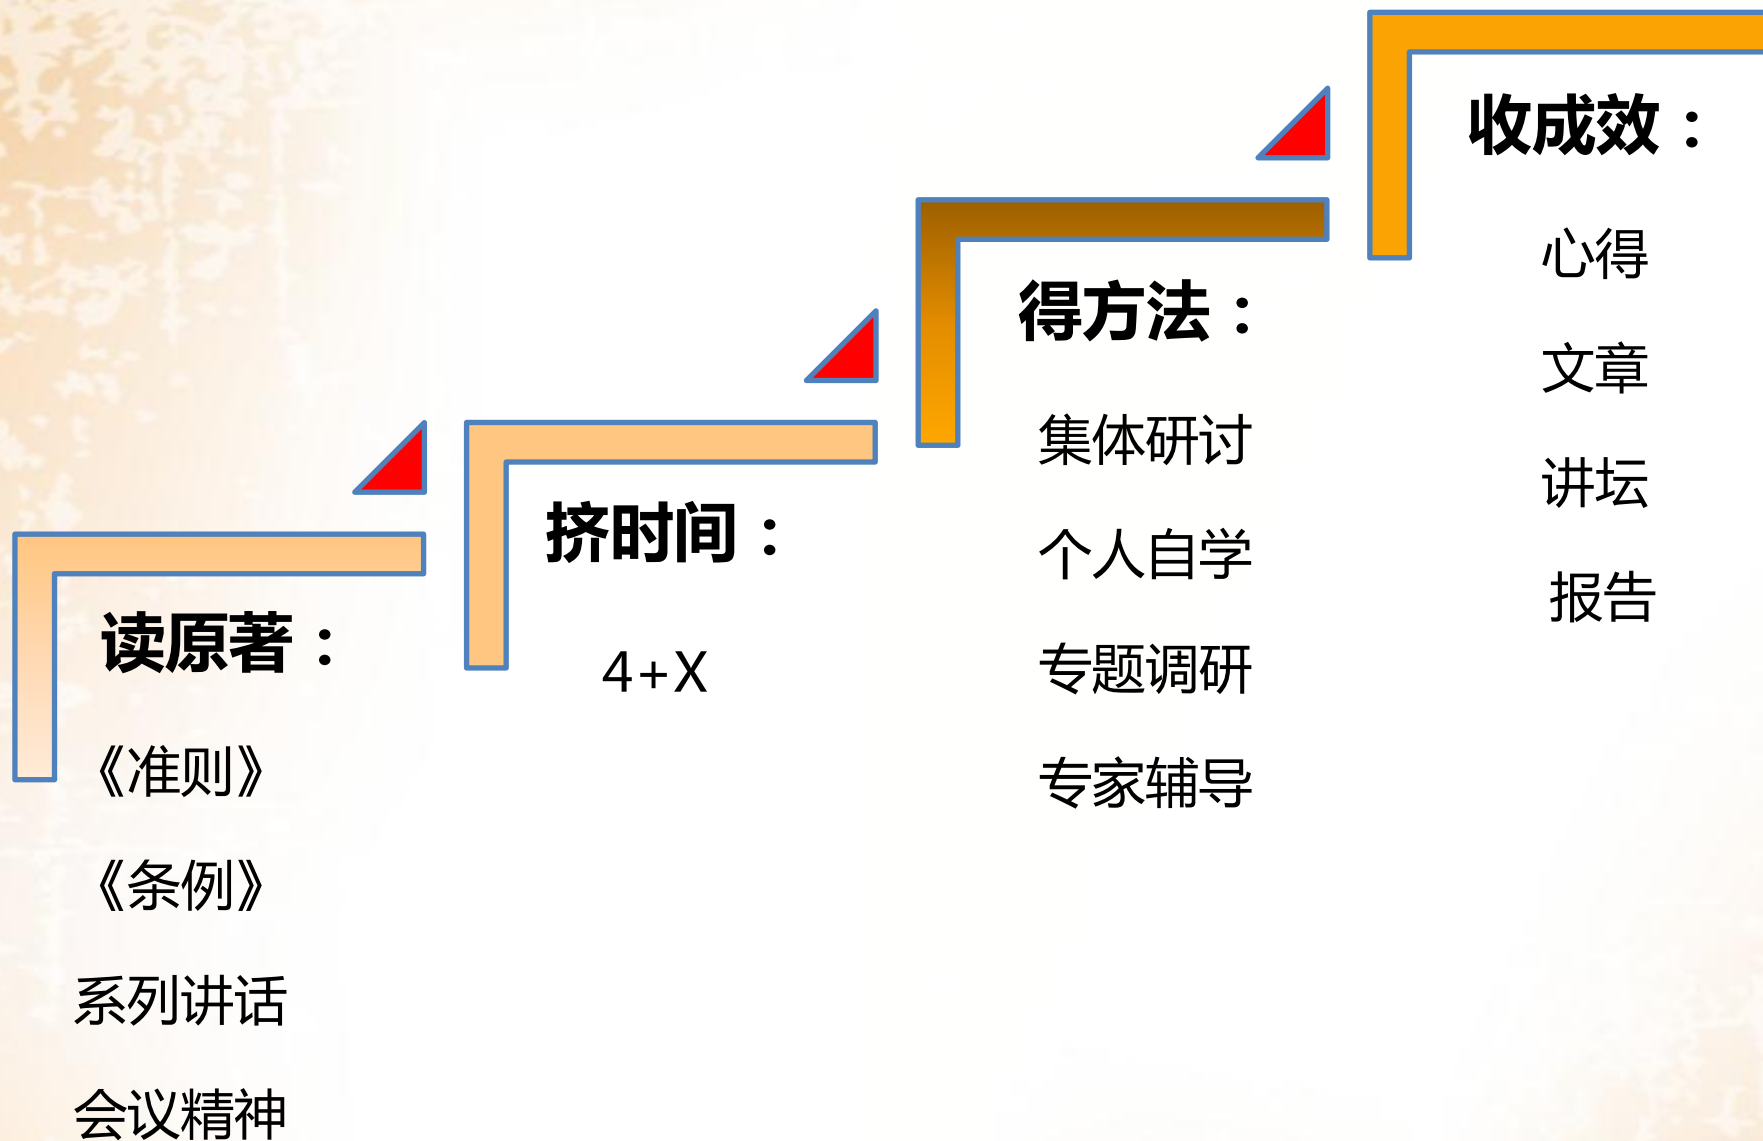 读原著：
《准则》
《条例》
系列讲话
会议精神
挤时间：
4+X
得方法：
集体研讨
个人自学
专题调研
专家辅导
收成效：
心得
文章
讲坛
报告